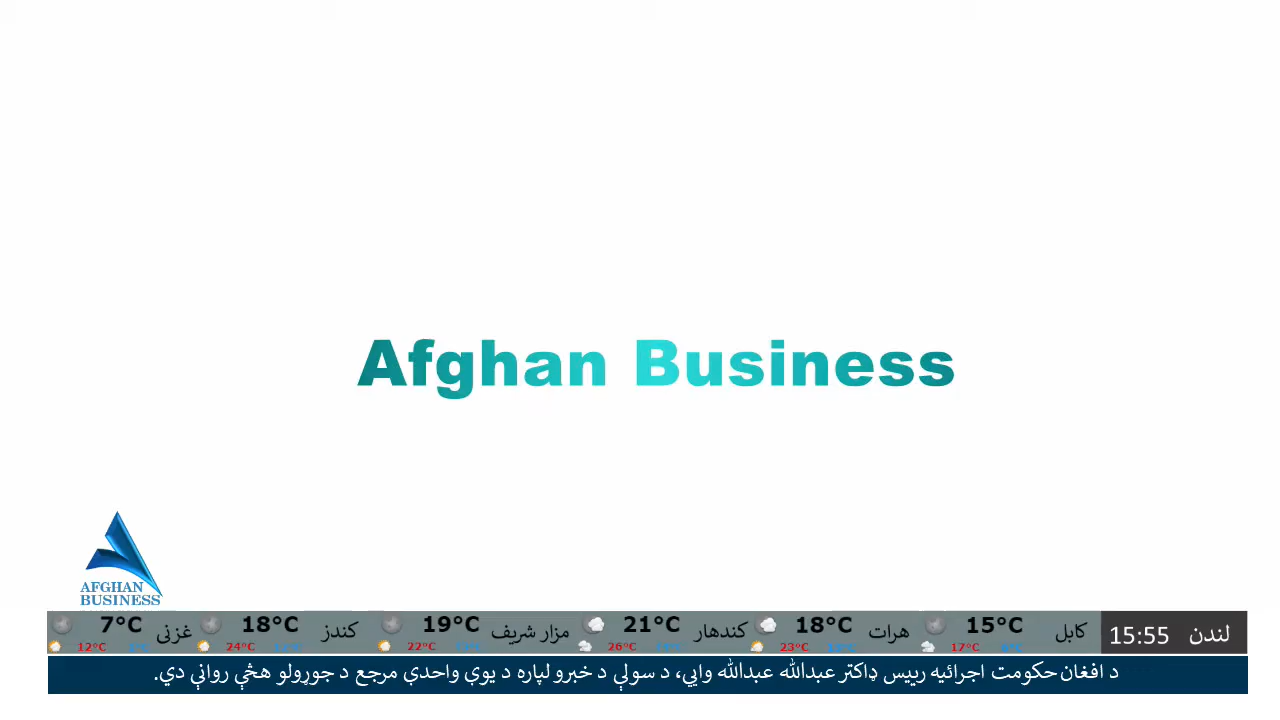 Afghan Business
AFGHAN
BUSINESS
لندن 15:55
کابل 15°C 17°C
هرات 18°C 23°C
کندهار 21°C 26°C
مزار شریف 19°C 22°C
کندز 18°C 24°C
غزنی 7°C 12°C
د افغان حکومت اجرائیه رییس ډاکتر عبدالله عبدالله وایي، د سولې د خبرو لپاره د یوې واحدې مرجع د جوړولو هڅې روانې دي.